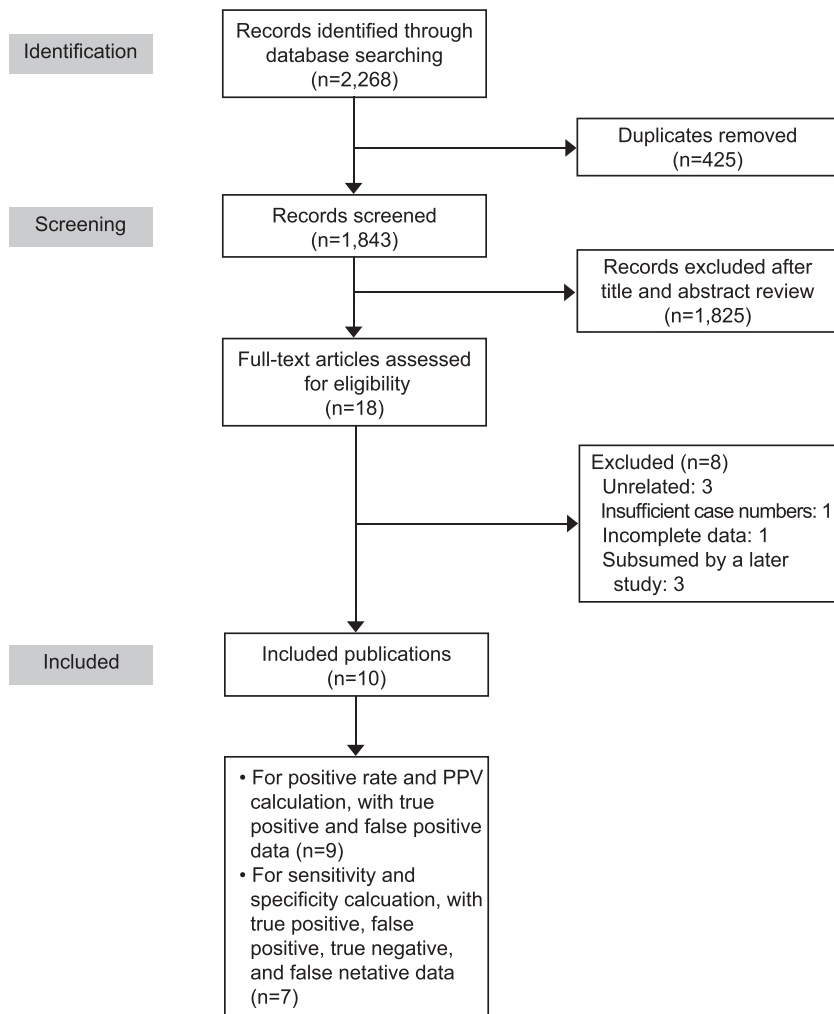 Identification
Records identified through
database searching
(n=2,268)
Duplicates removed
(n=425)
Screening
Records screened
(n=1,843)
Records excluded after
title and abstract review
(n=1,825)
Full-text articles assessed
for eligibility
(n=18)
Excluded (n=8)
Unrelated: 3
Insufficient case numbers: 1
Incomplete data: 1
Subsumed by a later
study: 3
Included
Included publications
(n=10)
• For positive rate and PPV
calculation, with true
positive and false positive
data (n=9)
• For sensitivity and
specificity calcuation, with
true positive, false
positive, true negative,
and false netative data
(n=7)